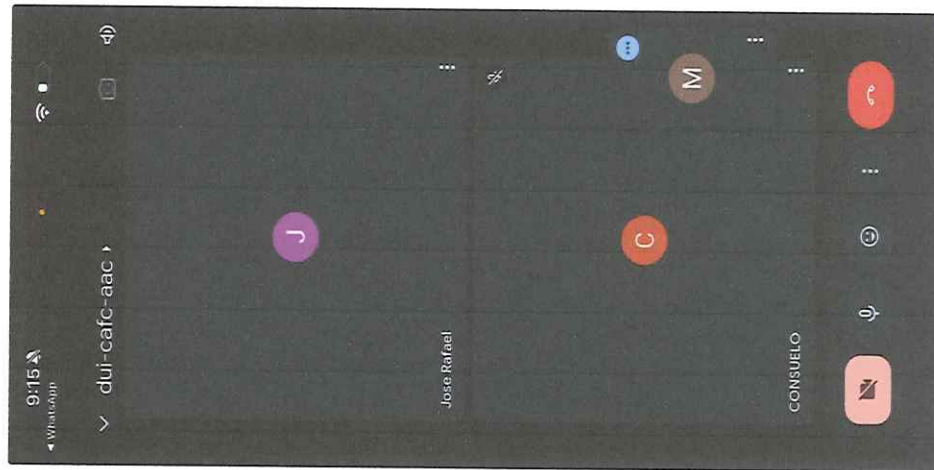 9:15
WhatsApp
dui-cafc-aac
J
Jose Rafael
C
M
CONSUELO